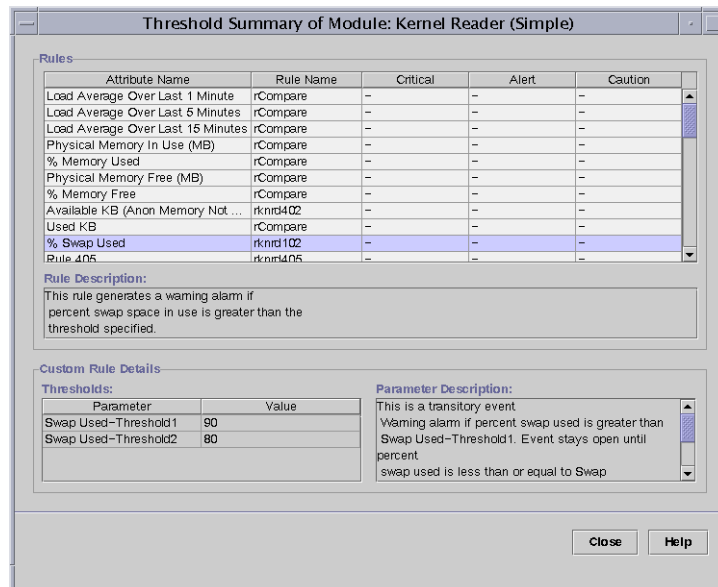 Threshold Summary of Module: Kernel Reader (Simple)
Rules
Attribute Name Rule Name Critical Alert Caution
Load Average Over Last 1 Minute rCompare – – –
Load Average Over Last 5 Minutes rCompare – – –
Load Average Over Last 15 Minutes rCompare – – –
Physical Memory In Use (MB) rCompare – – –
% Memory Used rCompare – – –
Physical Memory Free (MB) rCompare – – –
% Memory Free rCompare – – –
Available KB (Anon Memory Not ... rknrd402 – – –
Used KB rCompare – – –
% Swap Used rknrd102 – – –
Rule 405 rknrd405 – – –
Rule Description:
This rule generates a warning alarm if
percent swap space in use is greater than the
threshold specified.
Custom Rule Details
Thresholds:
Parameter Value
Swap Used–Threshold1 90
Swap Used–Threshold2 80
Parameter Description:
This is a transitory event
Warning alarm if percent swap used is greater than
Swap Used–Threshold1. Event stays open until
percent
swap used is less than or equal to Swap
Close Help